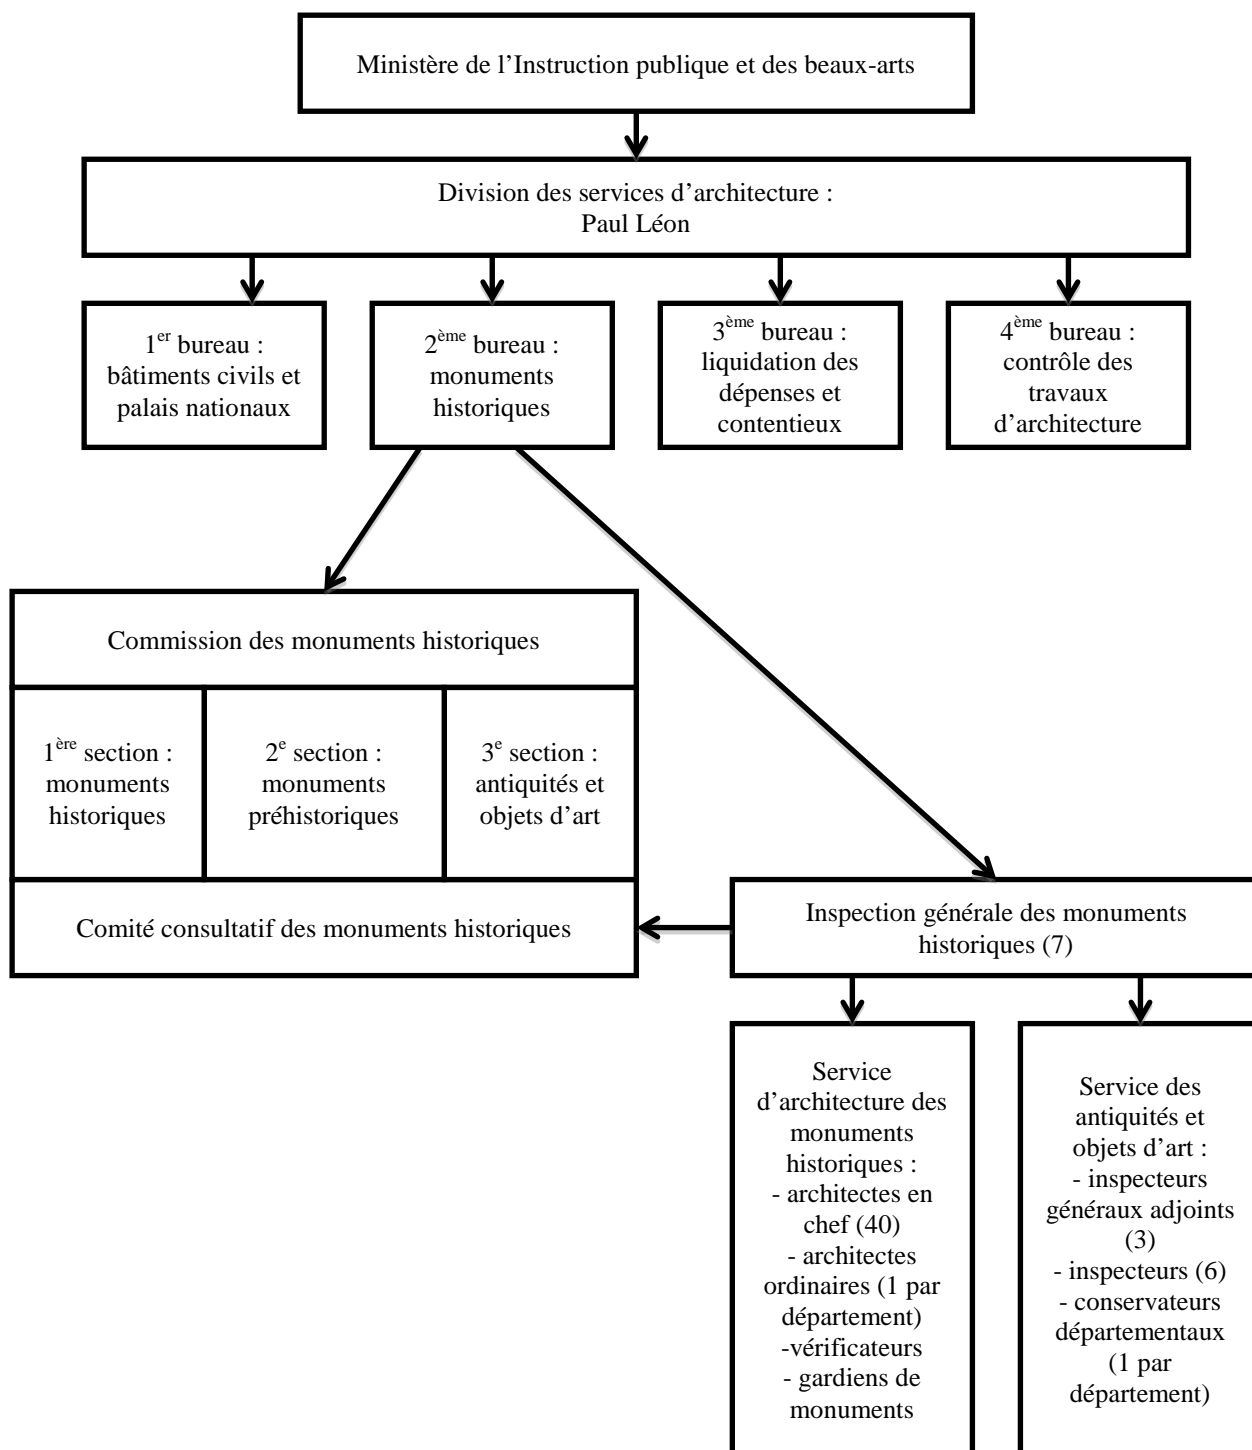 Ministère de l’Instruction publique et des beaux-arts
Division des services d’architecture :
Paul Léon
1er bureau :
bâtiments civils et
palais nationaux
2ème bureau :
monuments
historiques
3ème bureau :
liquidation des
dépenses et
contentieux
4ème bureau :
contrôle des
travaux
d’architecture
Commission des monuments historiques
1ère section :
monuments
historiques
2e section :
monuments
préhistoriques
3e section :
antiquités et
objets d’art
Comité consultatif des monuments historiques
Inspection générale des monuments
historiques (7)
Service
d’architecture des
monuments
historiques :
- architectes en
chef (40)
- architectes
ordinaires (1 par
département)
-vérificateurs
- gardiens de
monuments
Service des
antiquités et
objets d’art :
- inspecteurs
généraux adjoints
(3)
- inspecteurs (6)
- conservateurs
départementaux
(1 par
département)